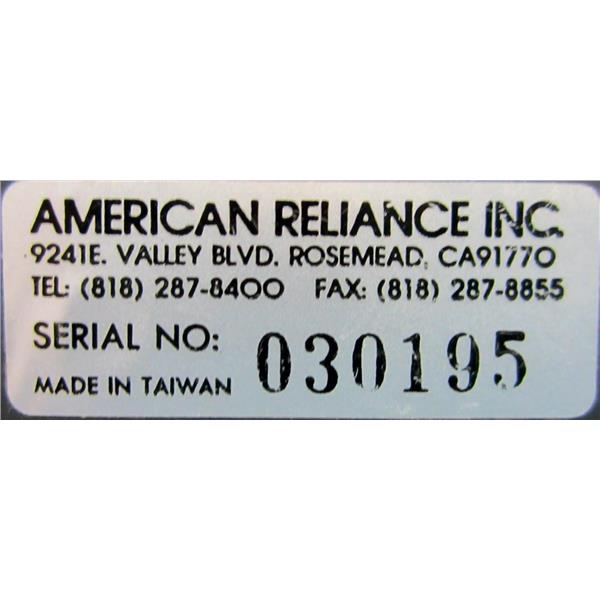 AMERICAN RELIANCE INC.
9241E. VALLEY BLVD. ROSEMEAD, CA91770
TEL: (818) 287-8400 FAX: (818) 287-8855
SERIAL NO: 030195
MADE IN TAIWAN